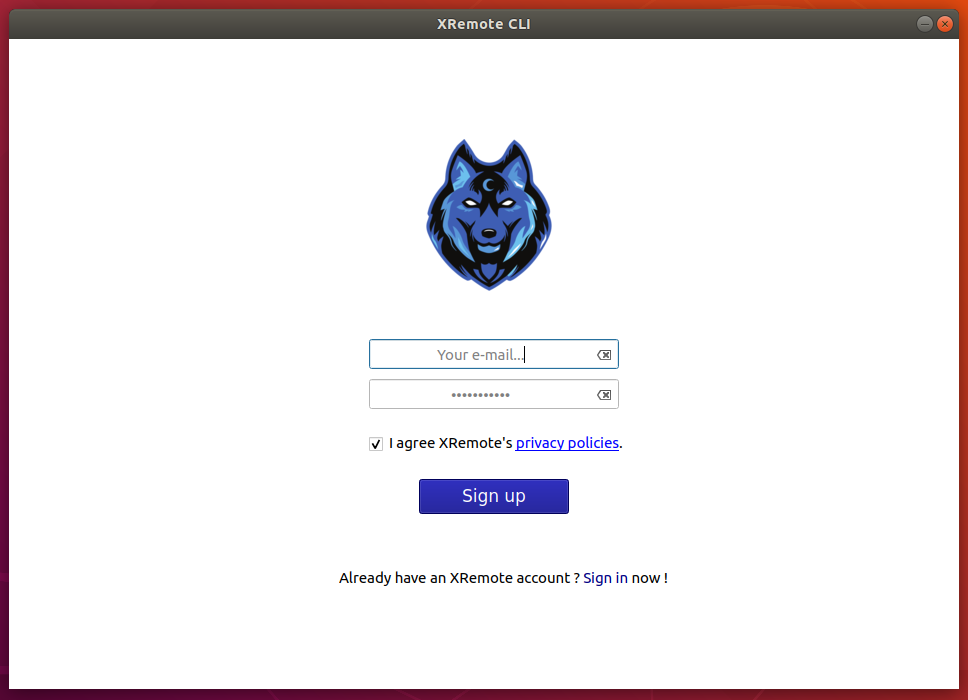 XRemote CLI
Your e-mail...
•••••••••••
I agree XRemote's privacy policies.
Sign up
Already have an XRemote account ? Sign in now !